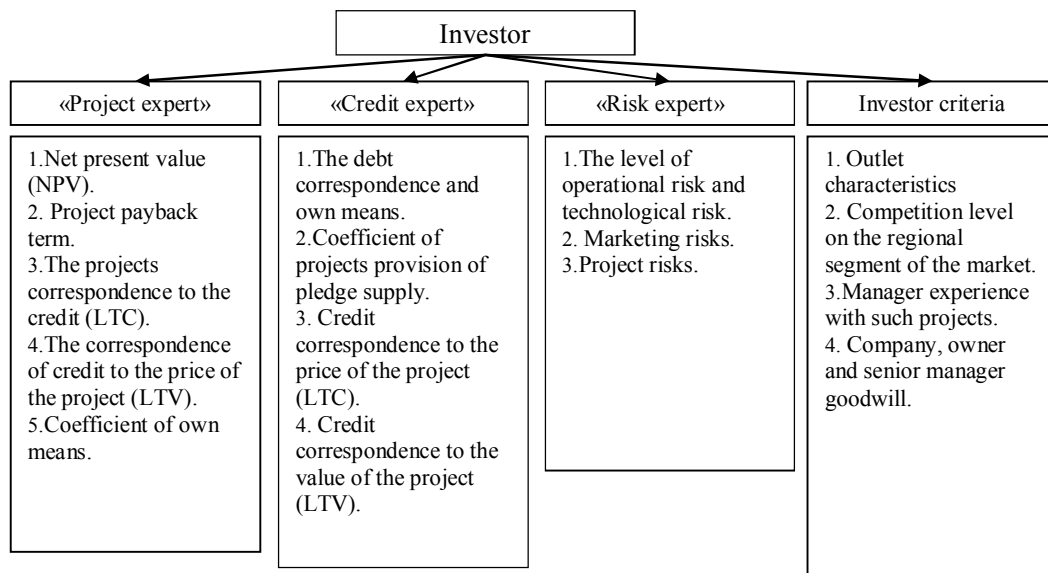 Investor
«Project expert»
1.Net present value
(NPV).
2. Project payback
term.
3.The projects
correspondence to the
credit (LTC).
4.The correspondence
of credit to the price of
the project (LTV).
5.Coefficient of own
means.
«Credit expert»
1.The debt
correspondence and
own means.
2.Coefficient of
projects provision of
pledge supply.
3. Credit
correspondence to the
price of the project
(LTC).
4. Credit
correspondence to the
value of the project
(LTV).
«Risk expert»
1.The level of
operational risk and
technological risk.
2. Marketing risks.
3.Project risks.
Investor criteria
1. Outlet
characteristics
2. Competition level
on the regional
segment of the market.
3.Manager experience
with such projects.
4. Company, owner
and senior manager
goodwill.